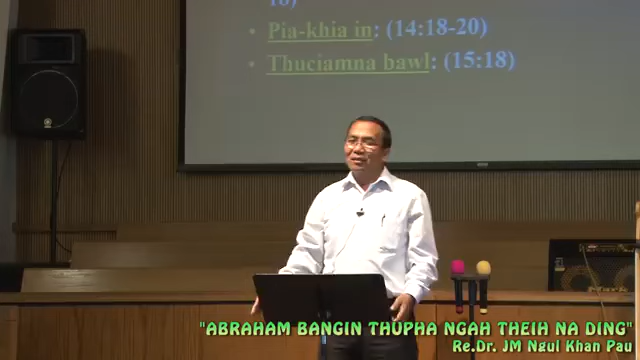 18)
• Pia-khia in: (14:18-20)
• Thuciamna bawl: (15:18)
"ABRAHAM BANGIN THUPHA NGAH THEIH NA DING"
Re.Dr. JM Ngul Khan Pau